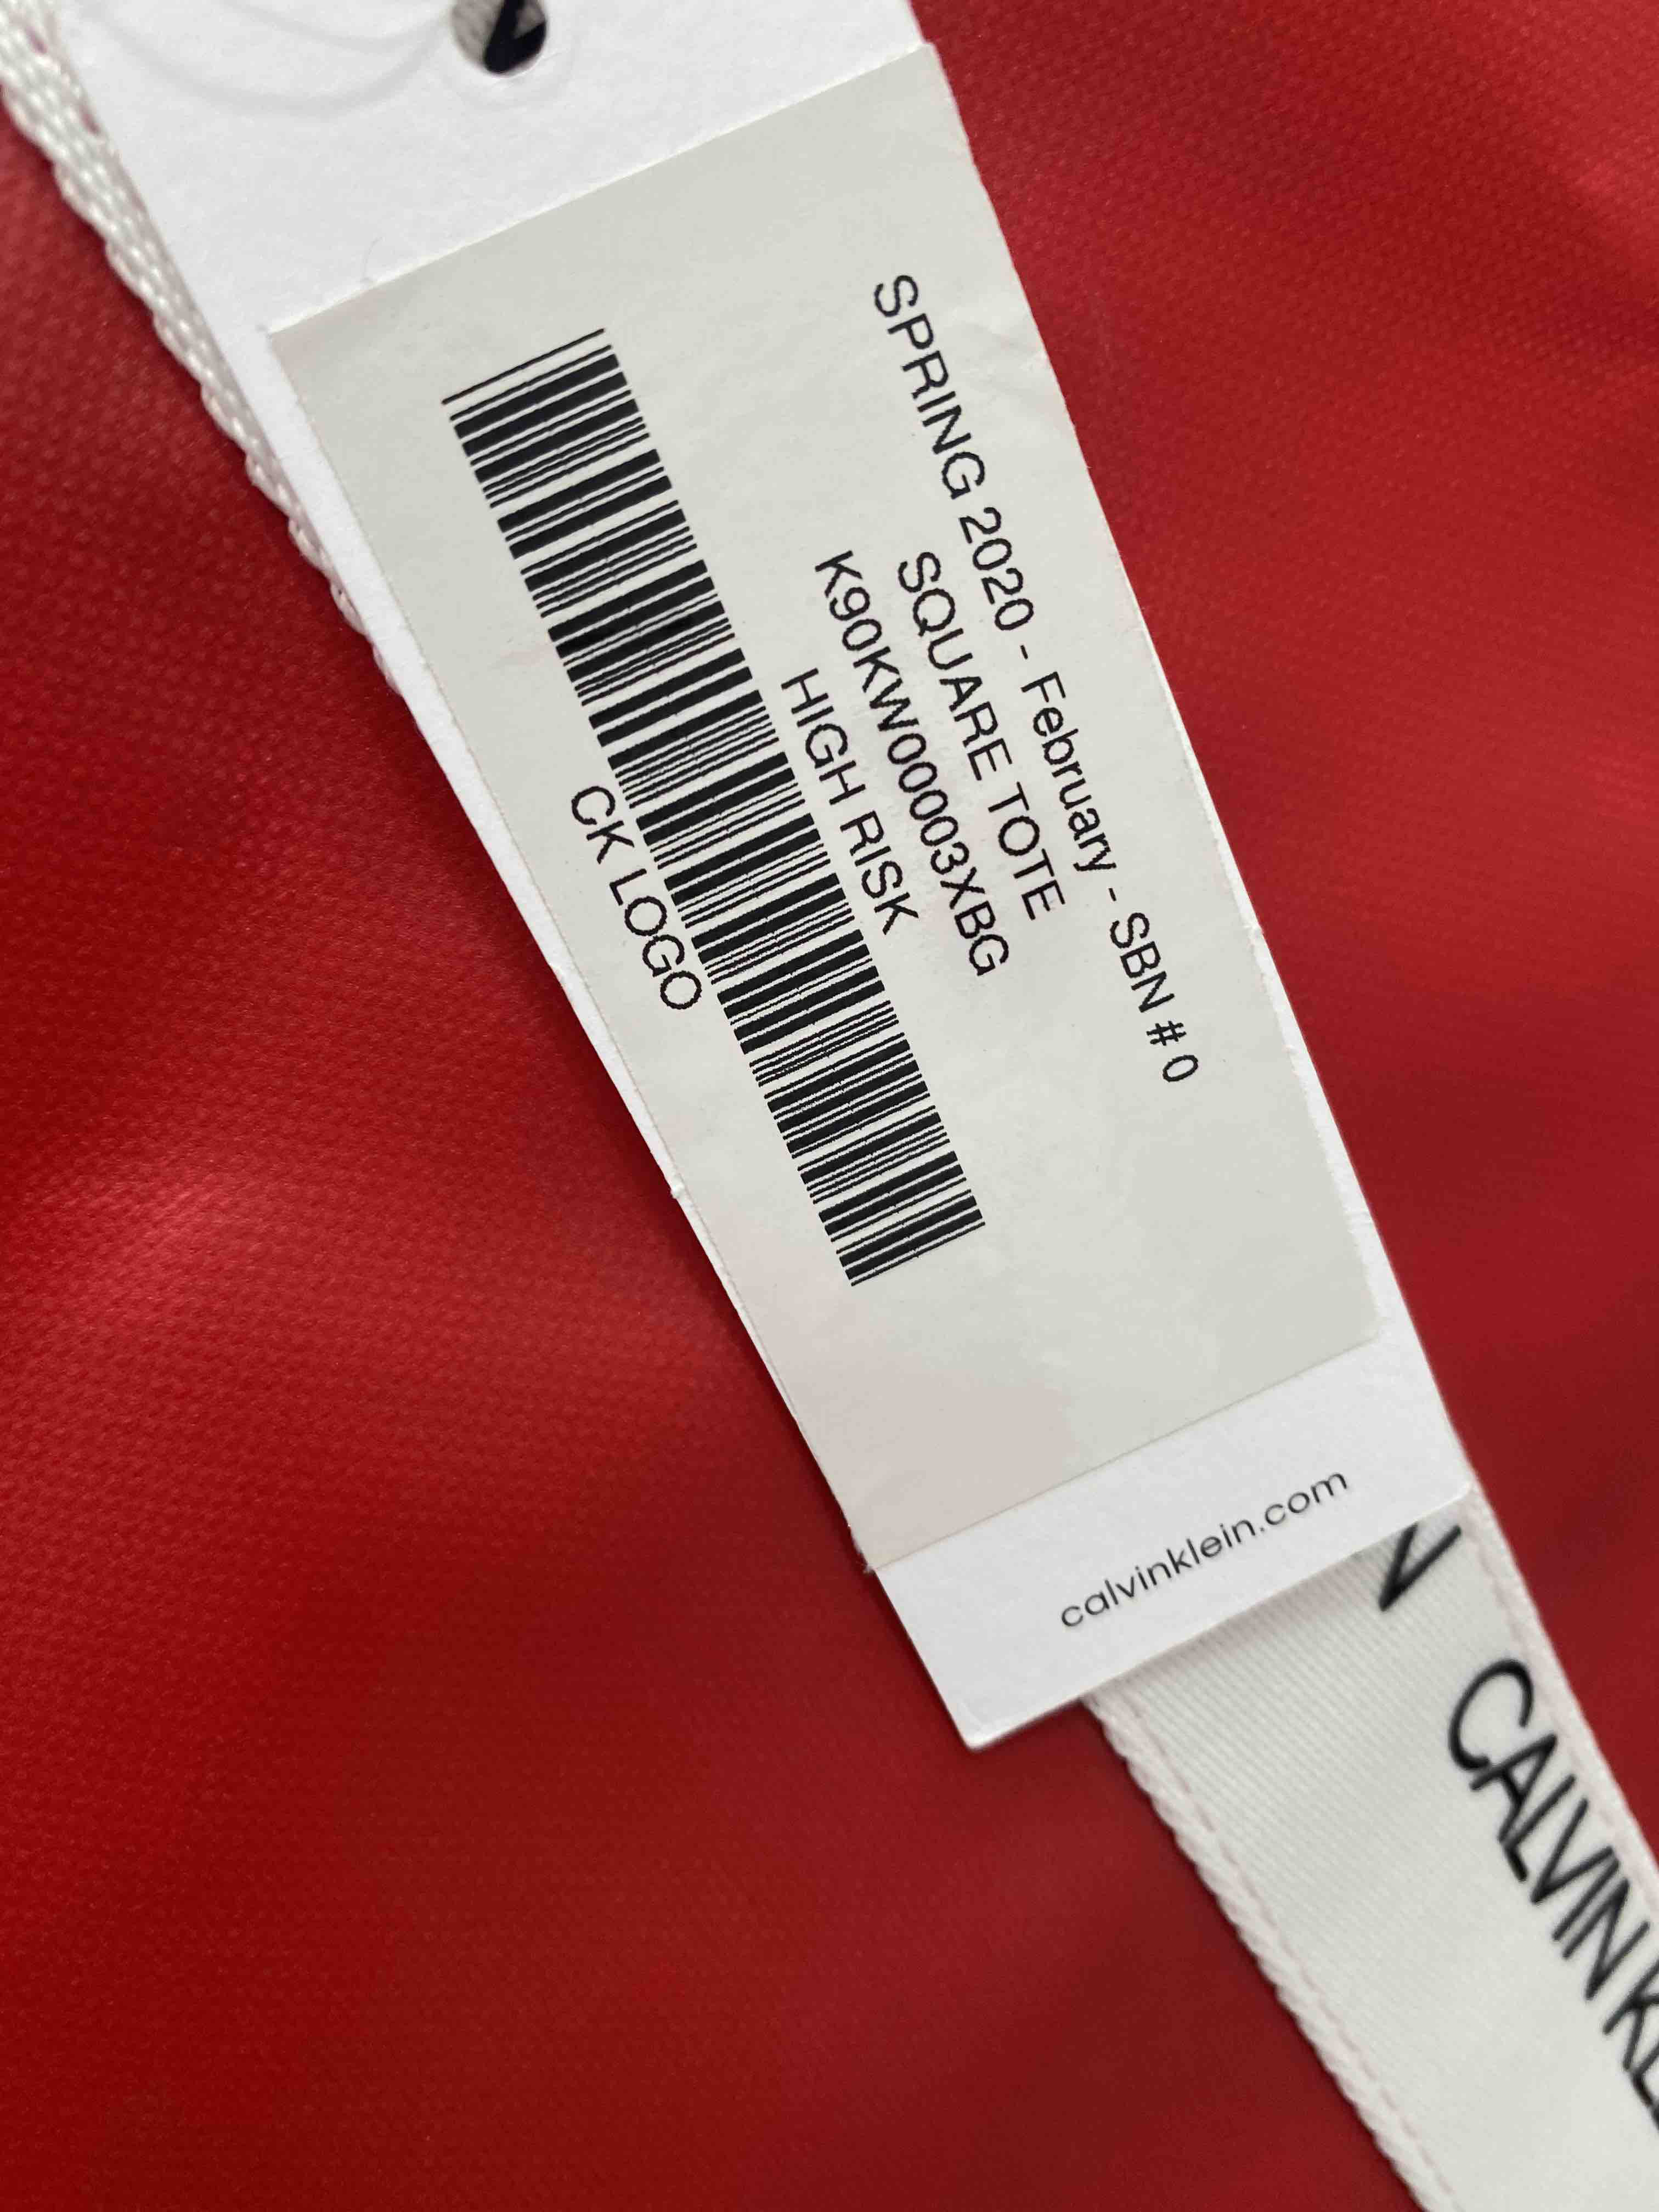 SPRING 2020 - February - SBN # 0
SQUARE TOTE
K90KW00003XBG
HIGH RISK
CK LOGO
calvinklein.com
N
CALVIN KL